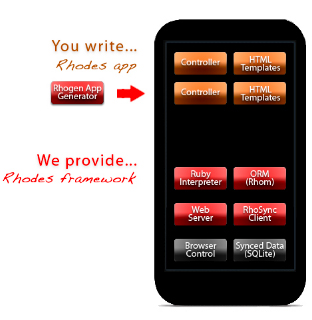 You write...
Rhodes app
Rhogen App
Generator
Controller
HTML
Templates
Controller
HTML
Templates
We provide...
Rhodes framework
Ruby
Interpreter
ORM
(Rhom)
Web
Server
RhoSync
Client
Browser
Control
Synced Data
(SQLite)